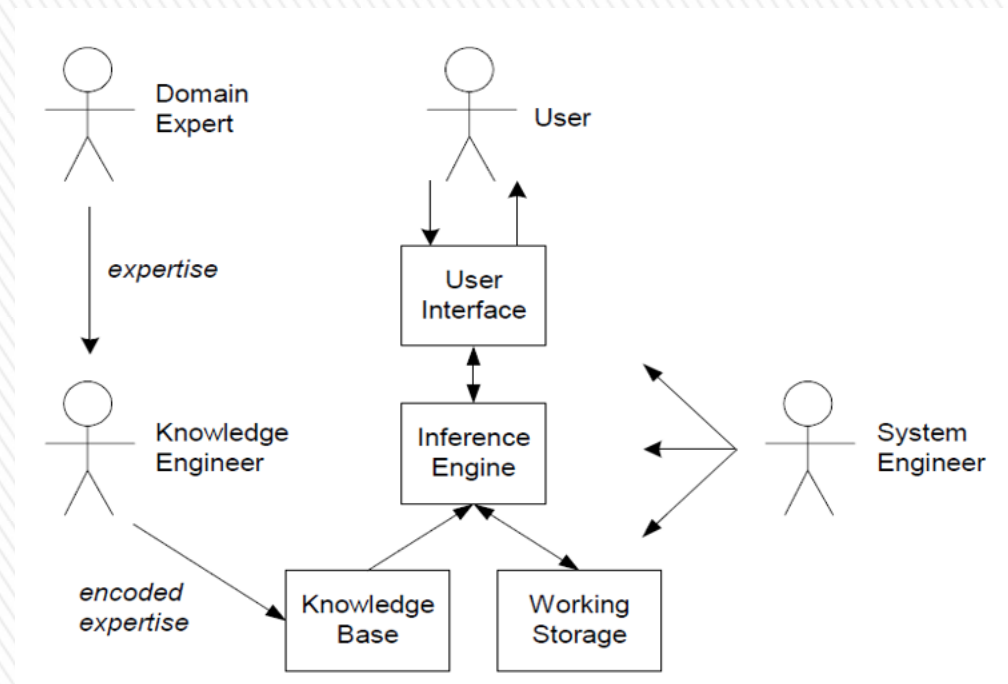 Domain
Expert
User
expertise
User
Interface
Knowledge
Engineer
Inference
Engine
System
Engineer
encoded
expertise
Knowledge
Base
Working
Storage